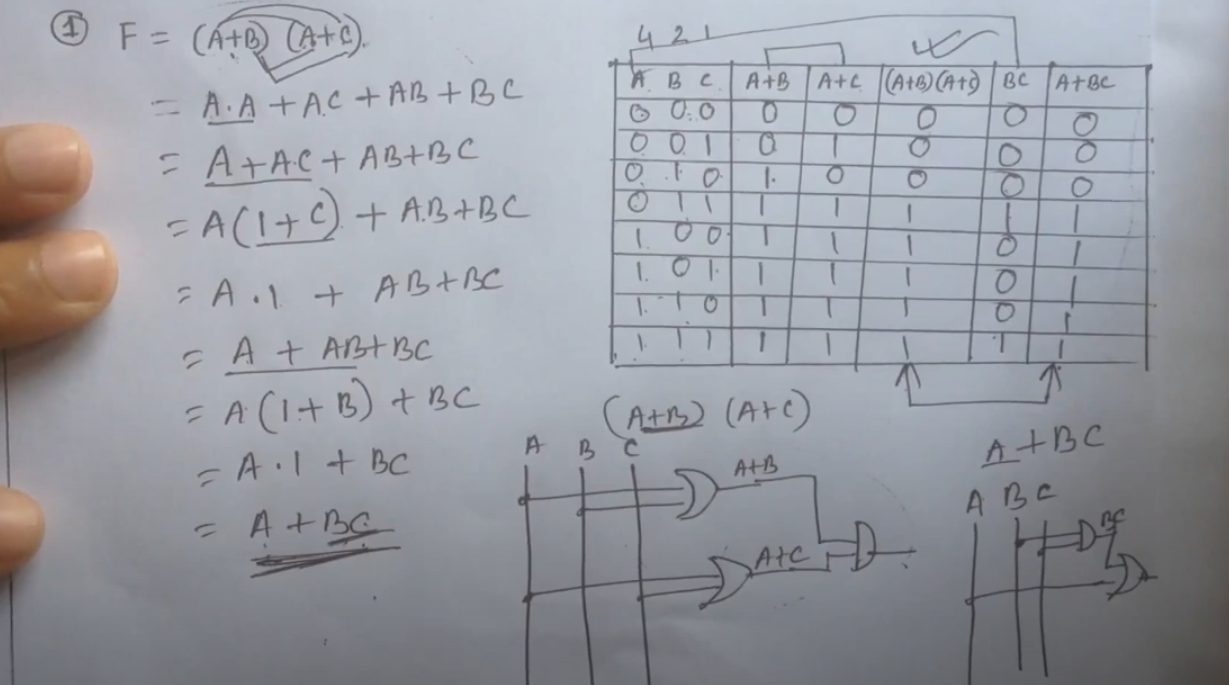 ① F = (A+B) (A+C).
= A.A + AC + AB + BC
= A + A.C + AB+BC
= A(1+C) + A.B+BC
= A.1 + AB+BC
= A + AB+BC
= A(1+B) + BC
= A.1 + BC
= A + BC
4 2 1
A B C A+B A+C (A+B)(A+C) BC A+BC
0 0 0 0 0 0 0 0
0 0 1 0 1 0 0 0
0 1 0 1 0 0 0 0
0 1 1 1 1 1 1 1
1 0 0 1 1 1 0 1
1 0 1 1 1 1 0 1
1 1 0 1 1 1 0 1
1 1 1 1 1 1 1 1
(A+B) (A+C)
A B C
A+B
A+C
A+BC
A B C
BC